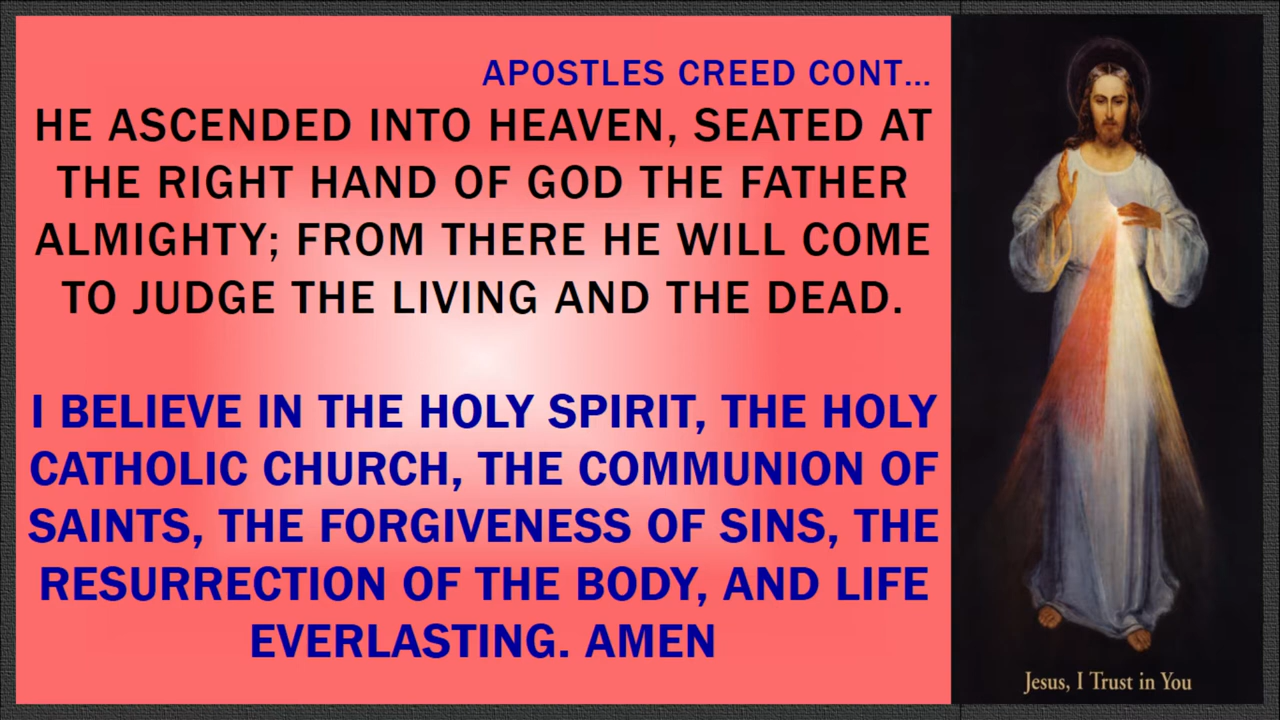 APOSTLES CREED CONT...
HE ASCENDED INTO HEAVEN, SEATED AT
THE RIGHT HAND OF GOD THE FATHER
ALMIGHTY; FROM THERE HE WILL COME
TO JUDGE THE LIVING AND THE DEAD.
I BELIEVE IN THE HOLY SPIRIT, THE HOLY
CATHOLIC CHURCH, THE COMMUNION OF
SAINTS, THE FORGIVENESS OF SINS, THE
RESURRECTION OF THE BODY, AND LIFE
EVERLASTING. AMEN
Jesus, I Trust in You